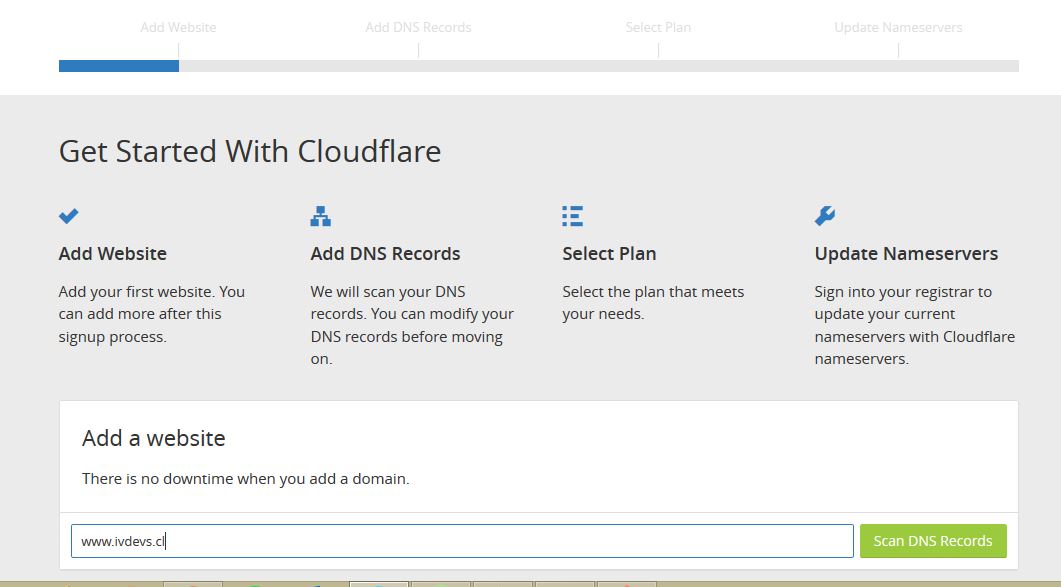 Add Website
Add DNS Records
Select Plan
Update Nameservers
Get Started With Cloudflare
Add Website
Add your first website. You
can add more after this
signup process.
Add DNS Records
We will scan your DNS
records. You can modify your
DNS records before moving
on.
Select Plan
Select the plan that meets
your needs.
Update Nameservers
Sign into your registrar to
update your current
nameservers with Cloudflare
nameservers.
Add a website
There is no downtime when you add a domain.
www.ivdevs.cl
Scan DNS Records